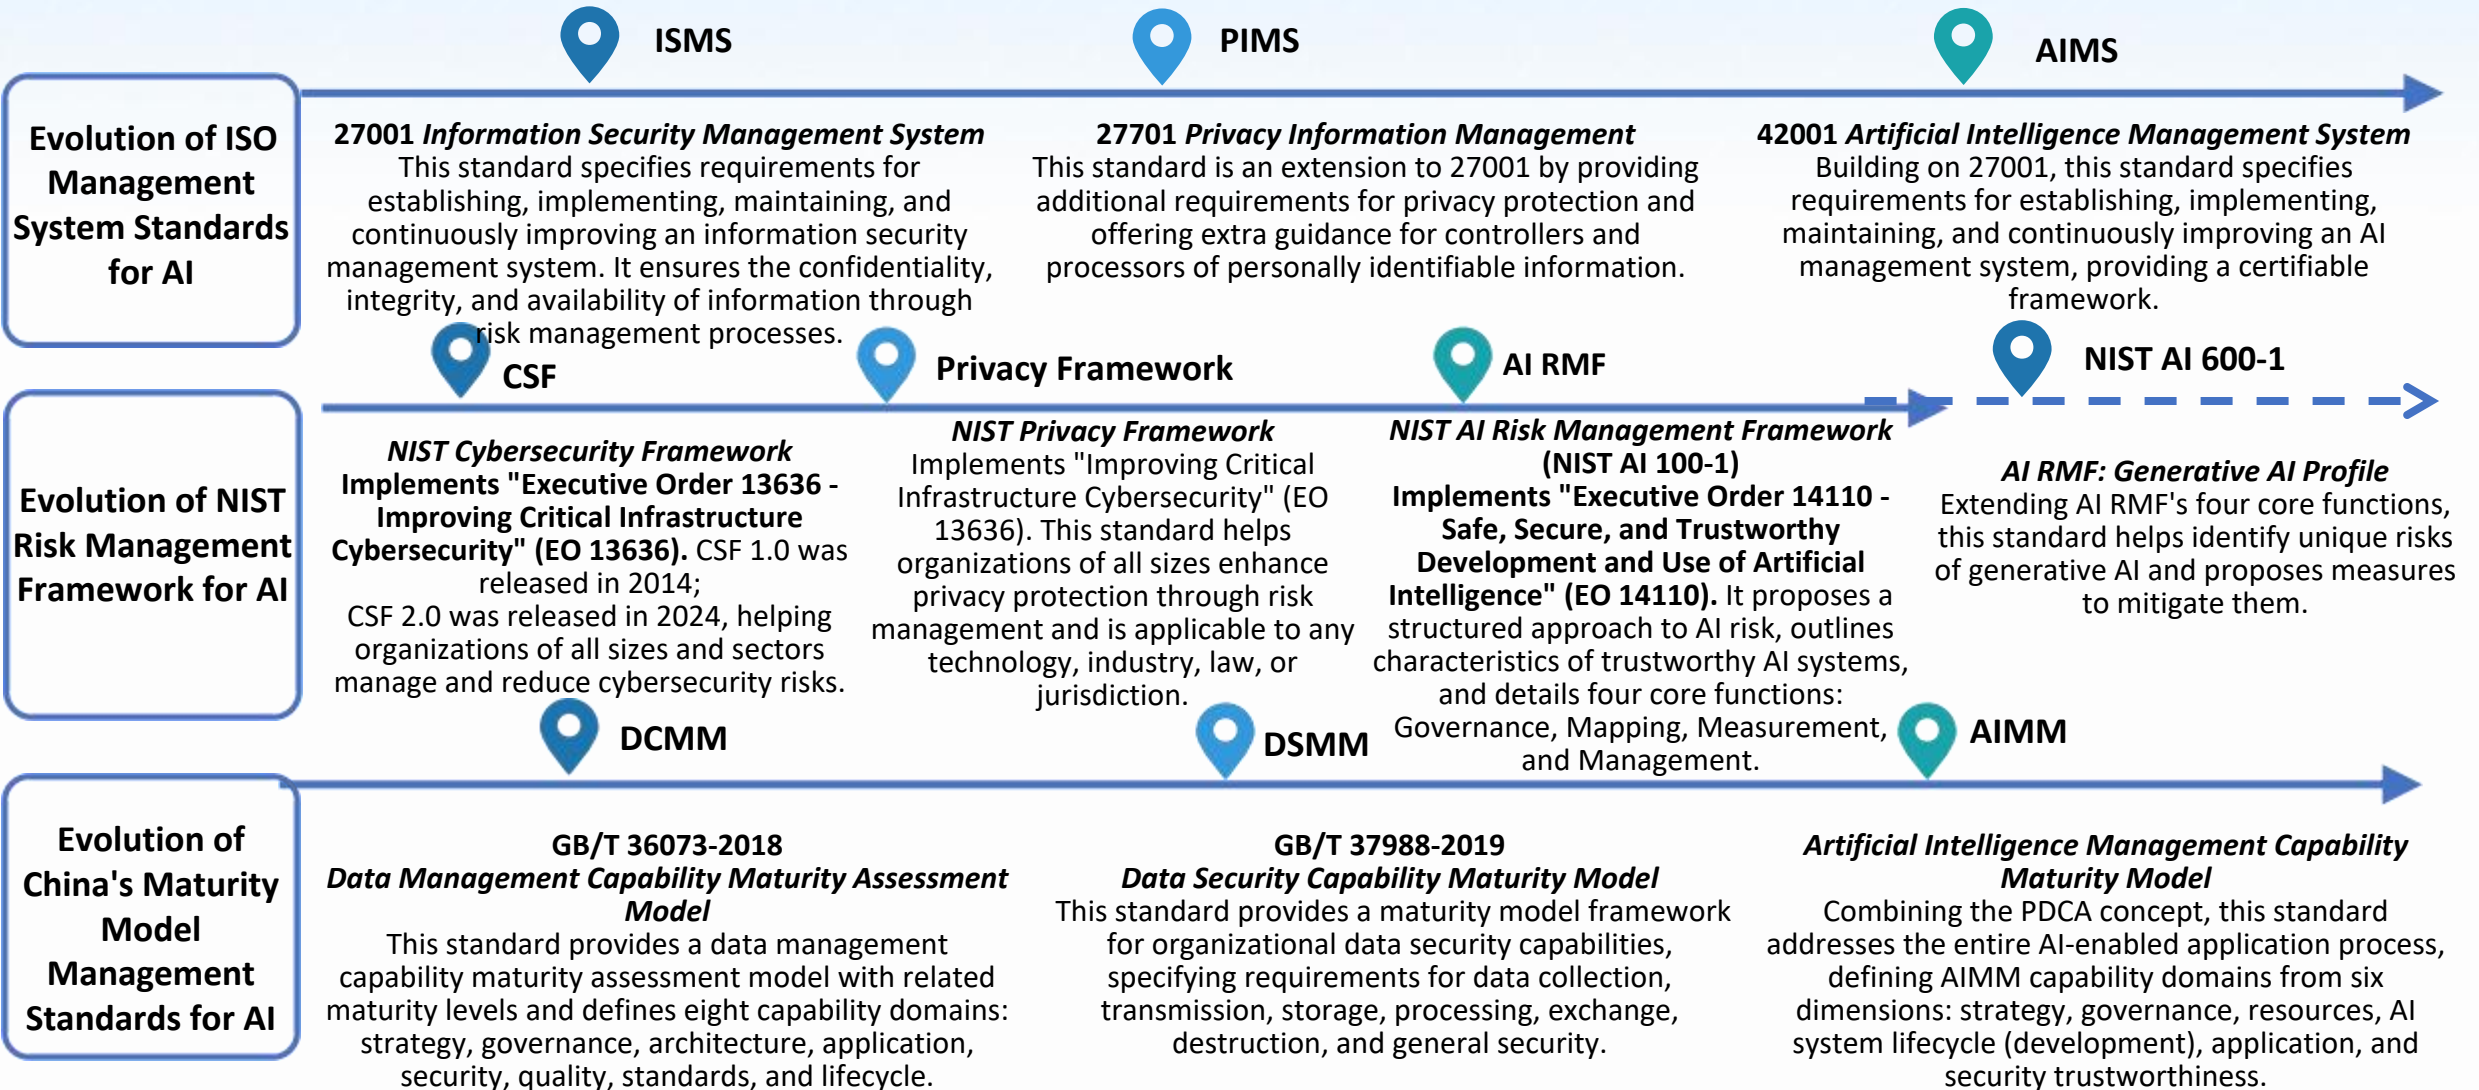 ISMS
PIMS
AIMS
Evolution of ISO
Management
System Standards
for AI
27001 Information Security Management System
This standard specifies requirements for
establishing, implementing, maintaining, and
continuously improving an information security
management system. It ensures the confidentiality,
integrity, and availability of information through
risk management processes.
27701 Privacy Information Management
This standard is an extension to 27001 by providing
additional requirements for privacy protection and
offering extra guidance for controllers and
processors of personally identifiable information.
42001 Artificial Intelligence Management System
Building on 27001, this standard specifies
requirements for establishing, implementing,
maintaining, and continuously improving an AI
management system, providing a certifiable
framework.
CSF
Privacy Framework
AI RMF
NIST AI 600-1
Evolution of NIST
Risk Management
Framework for AI
NIST Cybersecurity Framework
Implements "Executive Order 13636 -
Improving Critical Infrastructure
Cybersecurity" (EO 13636). CSF 1.0 was
released in 2014;
CSF 2.0 was released in 2024, helping
organizations of all sizes and sectors
manage and reduce cybersecurity risks.
NIST Privacy Framework
Implements "Improving Critical
Infrastructure Cybersecurity" (EO
13636). This standard helps
organizations of all sizes enhance
privacy protection through risk
management and is applicable to any
technology, industry, law, or
jurisdiction.
NIST AI Risk Management Framework
(NIST AI 100-1)
Implements "Executive Order 14110 -
Safe, Secure, and Trustworthy
Development and Use of Artificial
Intelligence" (EO 14110). It proposes a
structured approach to AI risk, outlines
characteristics of trustworthy AI systems,
and details four core functions:
Governance, Mapping, Measurement,
and Management.
AI RMF: Generative AI Profile
Extending AI RMF's four core functions,
this standard helps identify unique risks
of generative AI and proposes measures
to mitigate them.
DCMM
DSMM
AIMM
Evolution of
China's Maturity
Model
Management
Standards for AI
GB/T 36073-2018
Data Management Capability Maturity Assessment
Model
This standard provides a data management
capability maturity assessment model with related
maturity levels and defines eight capability domains:
strategy, governance, architecture, application,
security, quality, standards, and lifecycle.
GB/T 37988-2019
Data Security Capability Maturity Model
This standard provides a maturity model framework
for organizational data security capabilities,
specifying requirements for data collection,
transmission, storage, processing, exchange,
destruction, and general security.
Artificial Intelligence Management Capability
Maturity Model
Combining the PDCA concept, this standard
addresses the entire AI-enabled application process,
defining AIMM capability domains from six
dimensions: strategy, governance, resources, AI
system lifecycle (development), application, and
security trustworthiness.